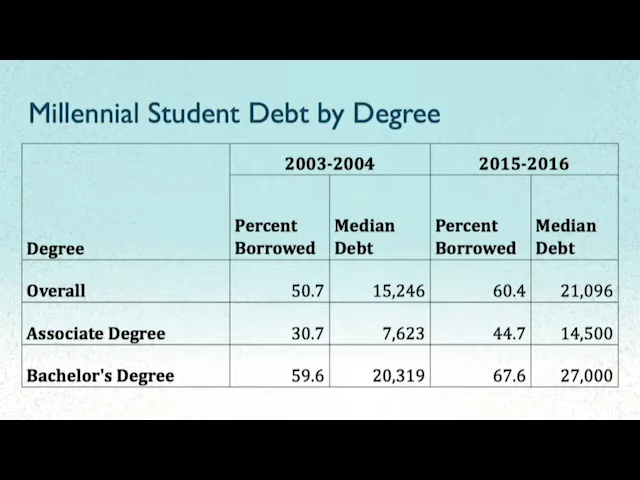 Millennial Student Debt by Degree
2003-2004 2015-2016
Degree Percent Borrowed Median Debt Percent Borrowed Median Debt
Overall 50.7 15,246 60.4 21,096
Associate Degree 30.7 7,623 44.7 14,500
Bachelor's Degree 59.6 20,319 67.6 27,000